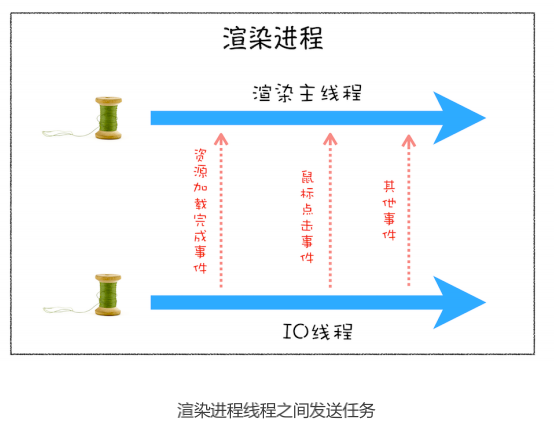 渲染进程
渲染主线程
资源加载完成事件
鼠标点击事件
其他事件
IO线程
渲染进程线程之间发送任务